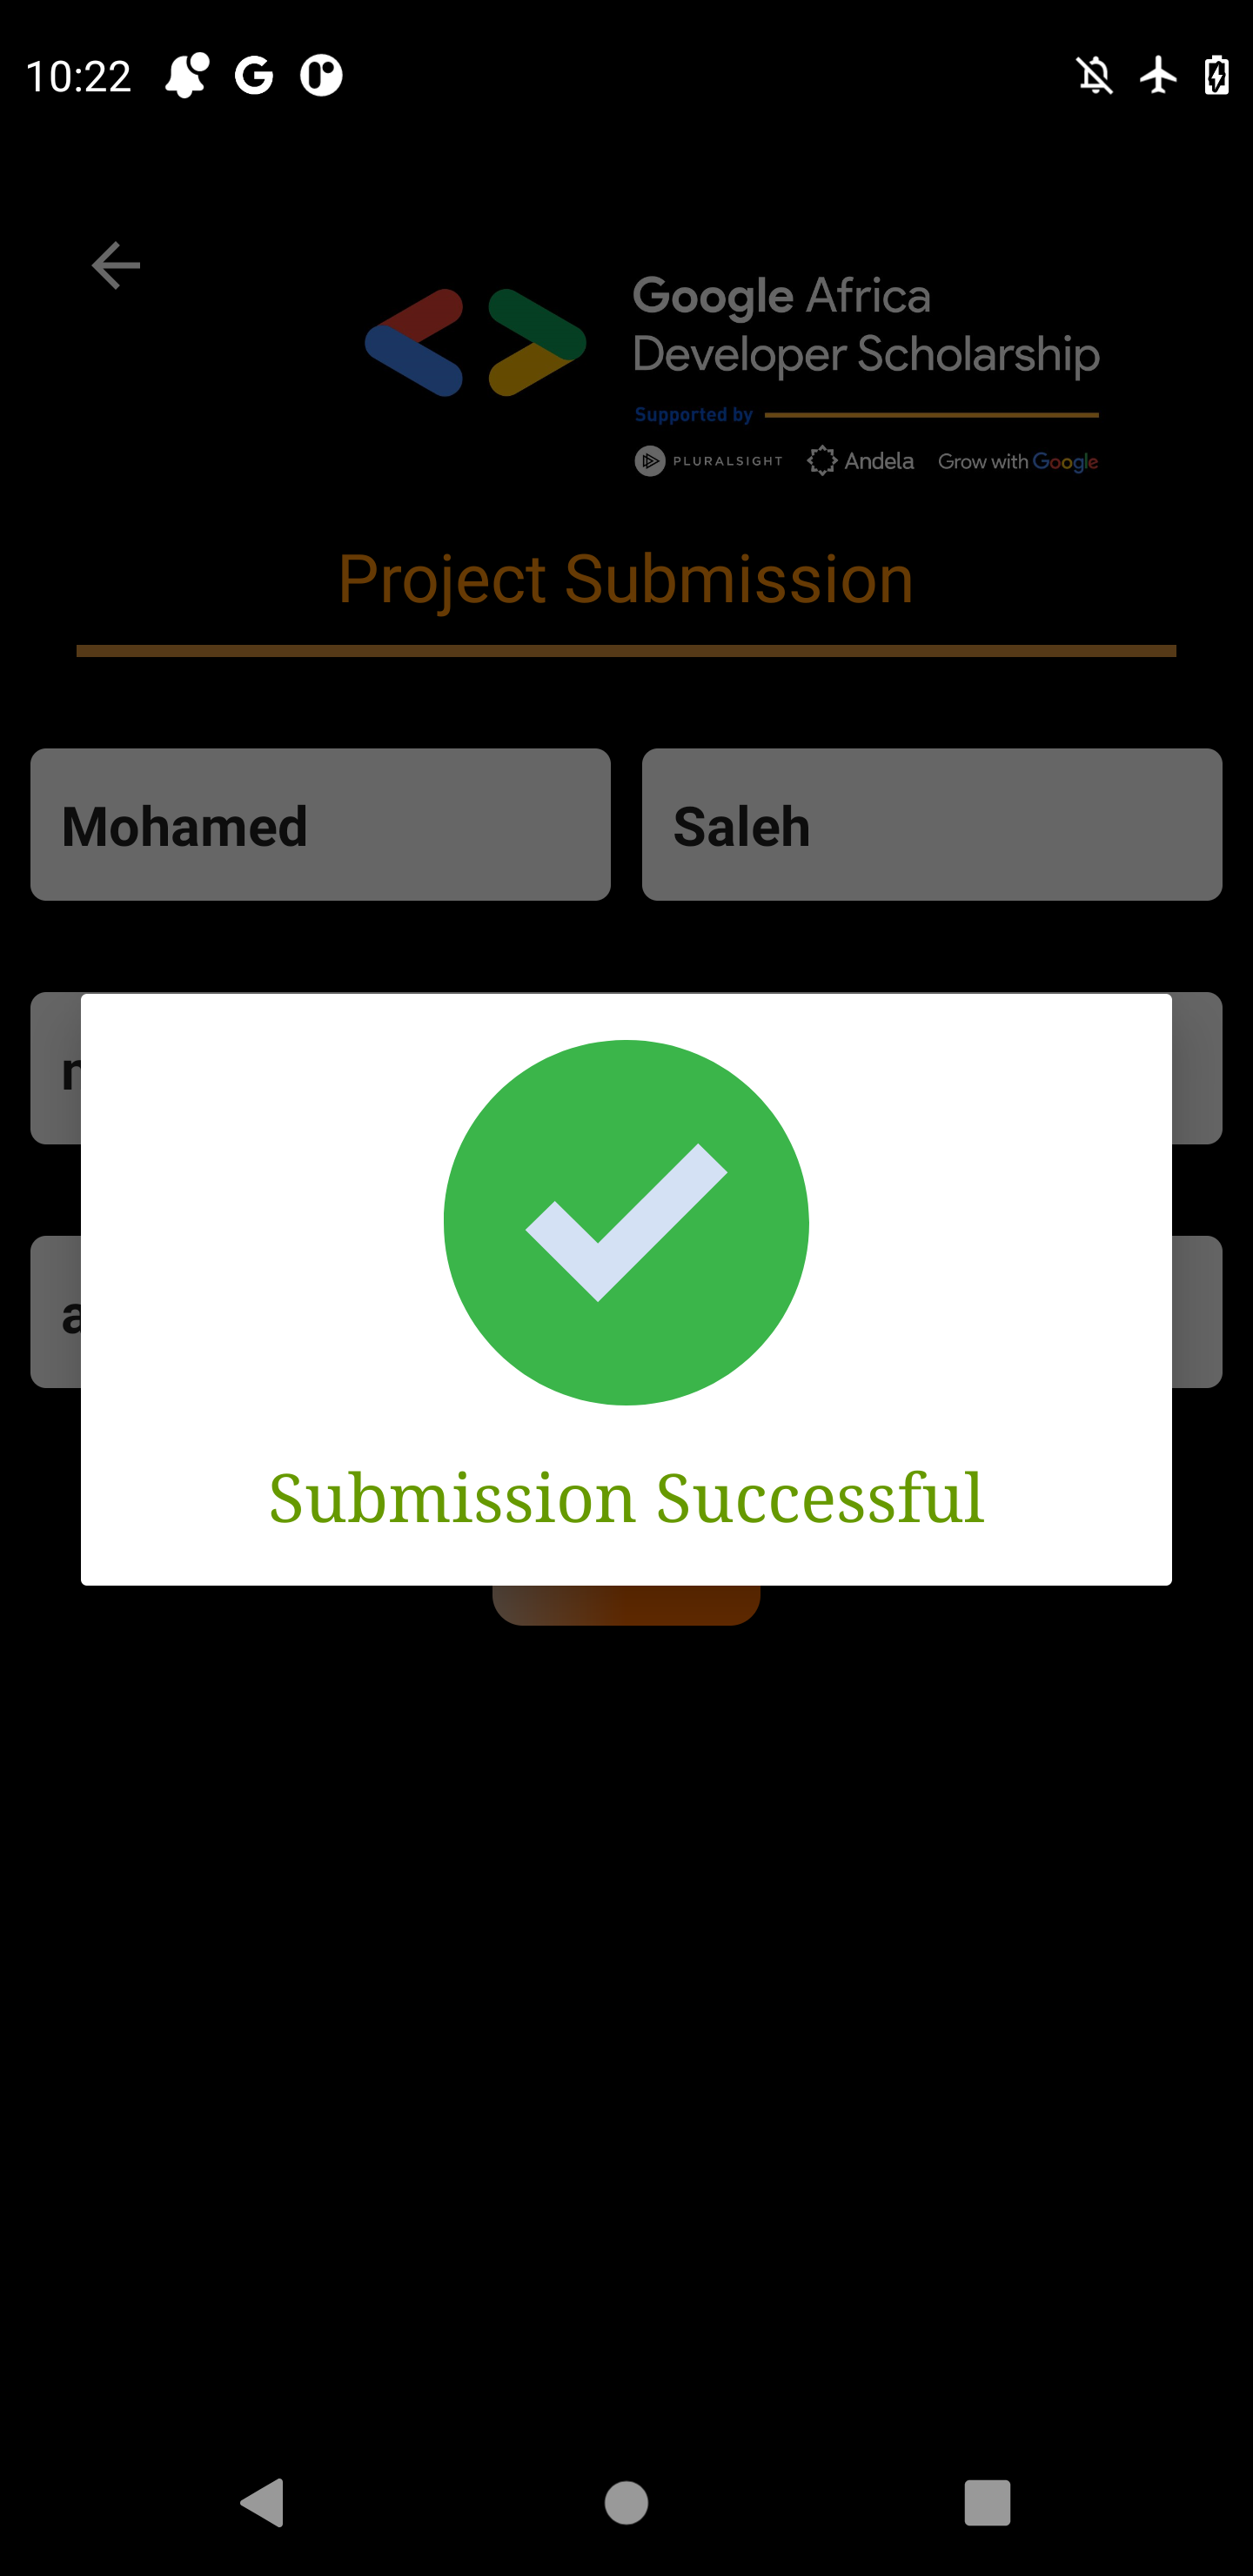 10:22
Google Africa
Developer Scholarship
Supported by
PLURALSIGHT Andela Grow with Google
Project Submission
Mohamed Saleh
Submission Successful